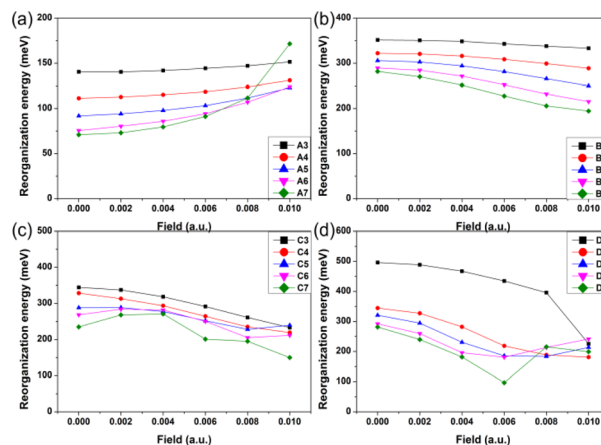 (a)
200
150
100
50
0
Reorganization energy (meV)
0.000 0.002 0.004 0.006 0.008 0.010
Field (a.u.)
A3
A4
A5
A6
A7
(b)
400
300
200
100
0
Reorganization energy (meV)
0.000 0.002 0.004 0.006 0.008 0.010
Field (a.u.)
B
B
B
B
B
(c)
500
400
300
200
100
0
Reorganization energy (meV)
0.000 0.002 0.004 0.006 0.008 0.010
Field (a.u.)
C3
C4
C5
C6
C7
(d)
600
500
400
300
200
100
0
Reorganization energy (meV)
0.000 0.002 0.004 0.006 0.008 0.010
Field (a.u.)
D
D
D
D
D